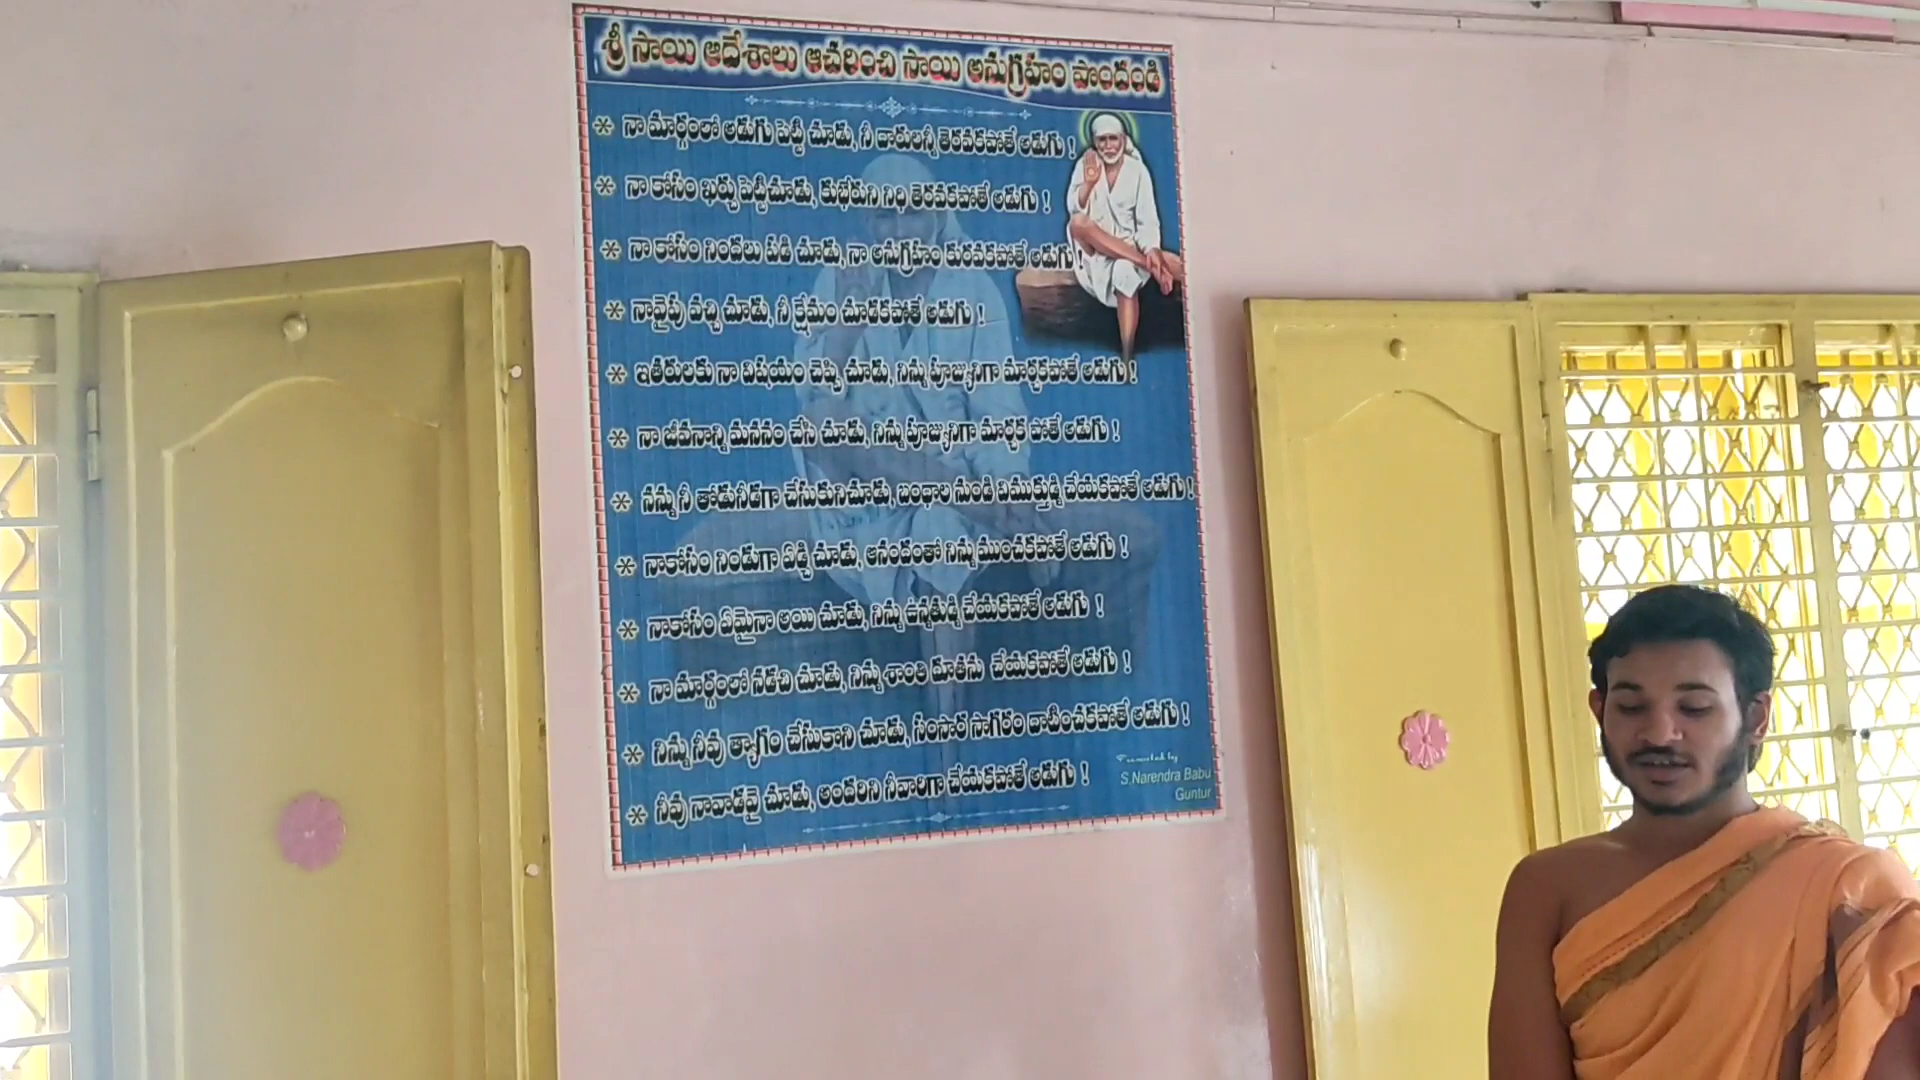 శ్రీ సాయి ఆదేశాలు ఆచరించి సాయి అనుగ్రహం పొందండి
నా మార్గంలో అడుగు పెట్టి చూడు, నీ దారులన్నీ తెరవకపోతే అడుగు !
నా కోసం ఖర్చు పెట్టిచూడు, కుభేరుని నిధి తెరవకపోతే అడుగు !
నా కోసం నిందలు పడి చూడు, నా అనుగ్రహం కురవకపోతే అడుగు !
నావైపు వచ్చి చూడు, నీ క్షేమం చూడకపోతే అడుగు !
ఇతరులకు నా విషయం చెప్పి చూడు, నిన్ను పూజ్యునిగా మార్చకపోతే అడుగు !
నా జీవనాన్ని మననం చేసి చూడు, నిన్ను పూజ్యునిగా మార్చక పోతే అడుగు !
నన్ను నీ తోడునీడగా చేసుకునిచూడు, బంధాల నుండి విముక్తుణ్ని చేయకపోతే అడుగు !
నాకోసం నిండుగా ఏడ్చి చూడు, ఆనందంతో నిన్ను ముంచకపోతే అడుగు !
నాకోసం ఏమైనా అయి చూడు, నిన్ను ఉన్నతుణ్ని చేయకపోతే అడుగు !
నా మార్గంలో నడచి చూడు, నిన్ను శాంతి దూతను చేయకపోతే అడుగు !
నిన్ను నీవు త్యాగం చేసుకొని చూడు, సంసార సాగరం దాటించకపోతే అడుగు !
నీవు నావాడవై చూడు, అందరిని నీవారిగా చేయకపోతే అడుగు !
S.Narendra Babu
Guntur